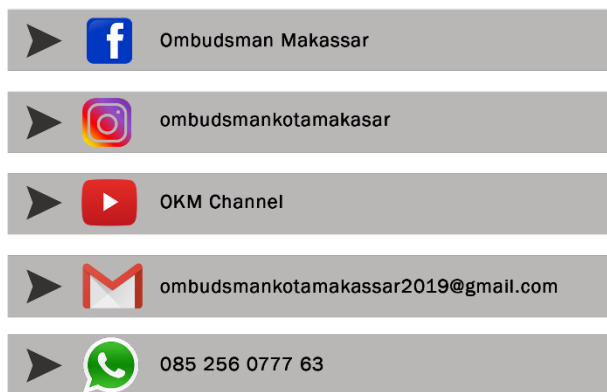 Ombudsman Makassar
ombudsmankotamakasar
OKM Channel
ombudsmankotamakassar2019@gmail.com
085 256 0777 63